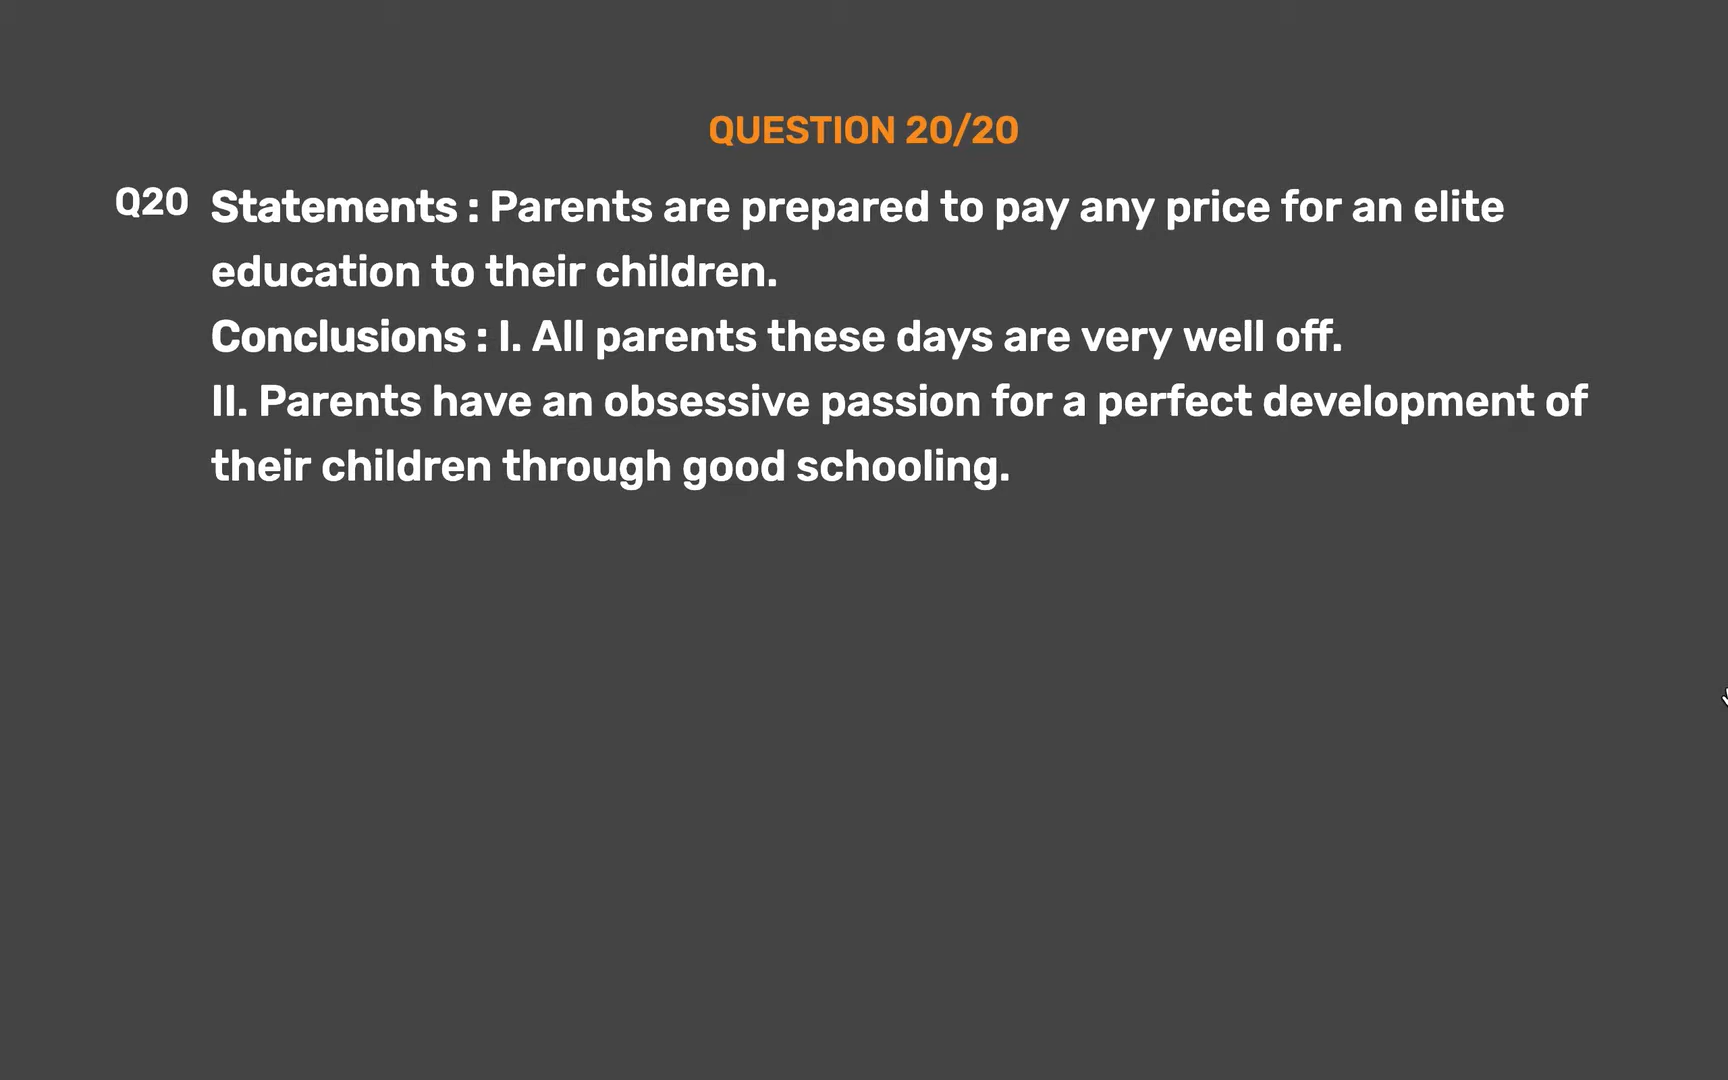 QUESTION 20/20
Q20 Statements : Parents are prepared to pay any price for an elite
education to their children.
Conclusions : I. All parents these days are very well off.
II. Parents have an obsessive passion for a perfect development of
their children through good schooling.